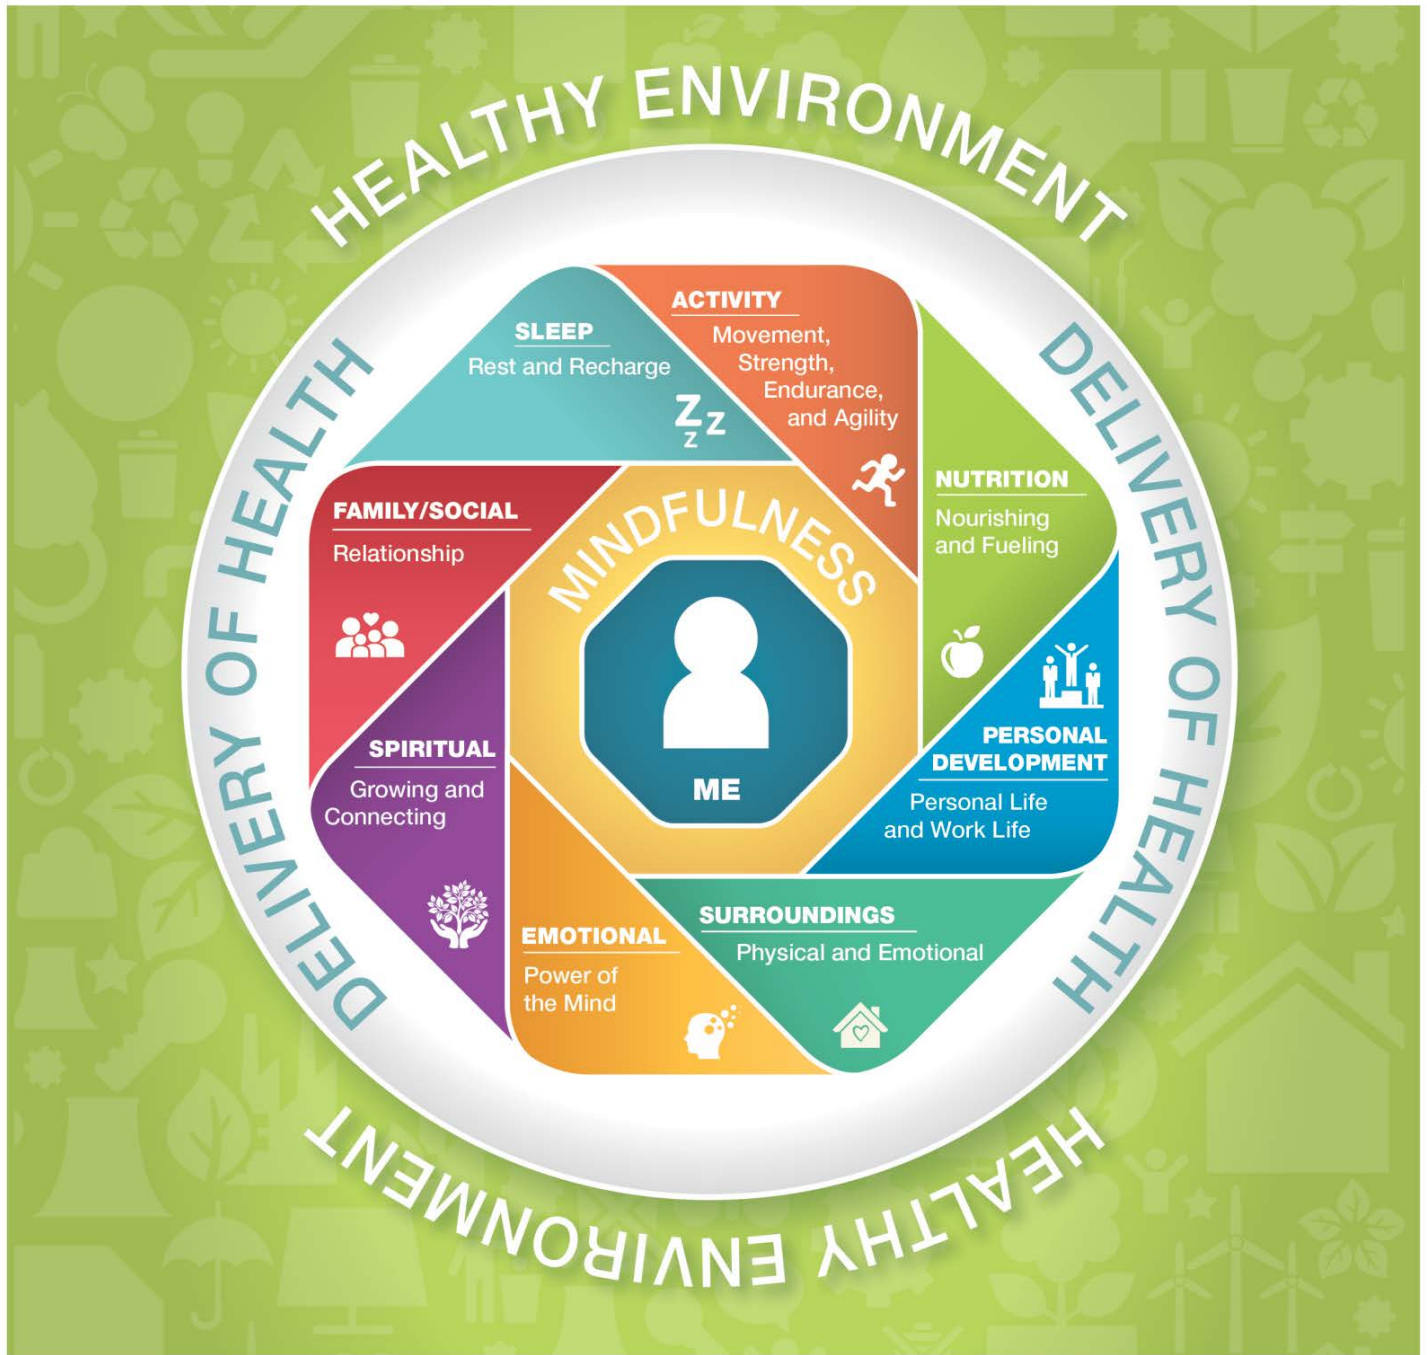 HEALTHY ENVIRONMENT
DELIVERY OF HEALTH
DELIVERY OF HEALTH
SLEEP
Rest and Recharge
Zz
z
ACTIVITY
Movement,
Strength,
Endurance,
and Agility
NUTRITION
Nourishing
and Fueling
PERSONAL
DEVELOPMENT
Personal Life
and Work Life
SURROUNDINGS
Physical and Emotional
EMOTIONAL
Power of
the Mind
SPIRITUAL
Growing and
Connecting
FAMILY/SOCIAL
Relationship
MINDFULNESS
ME
HEALTHY ENVIRONMENT